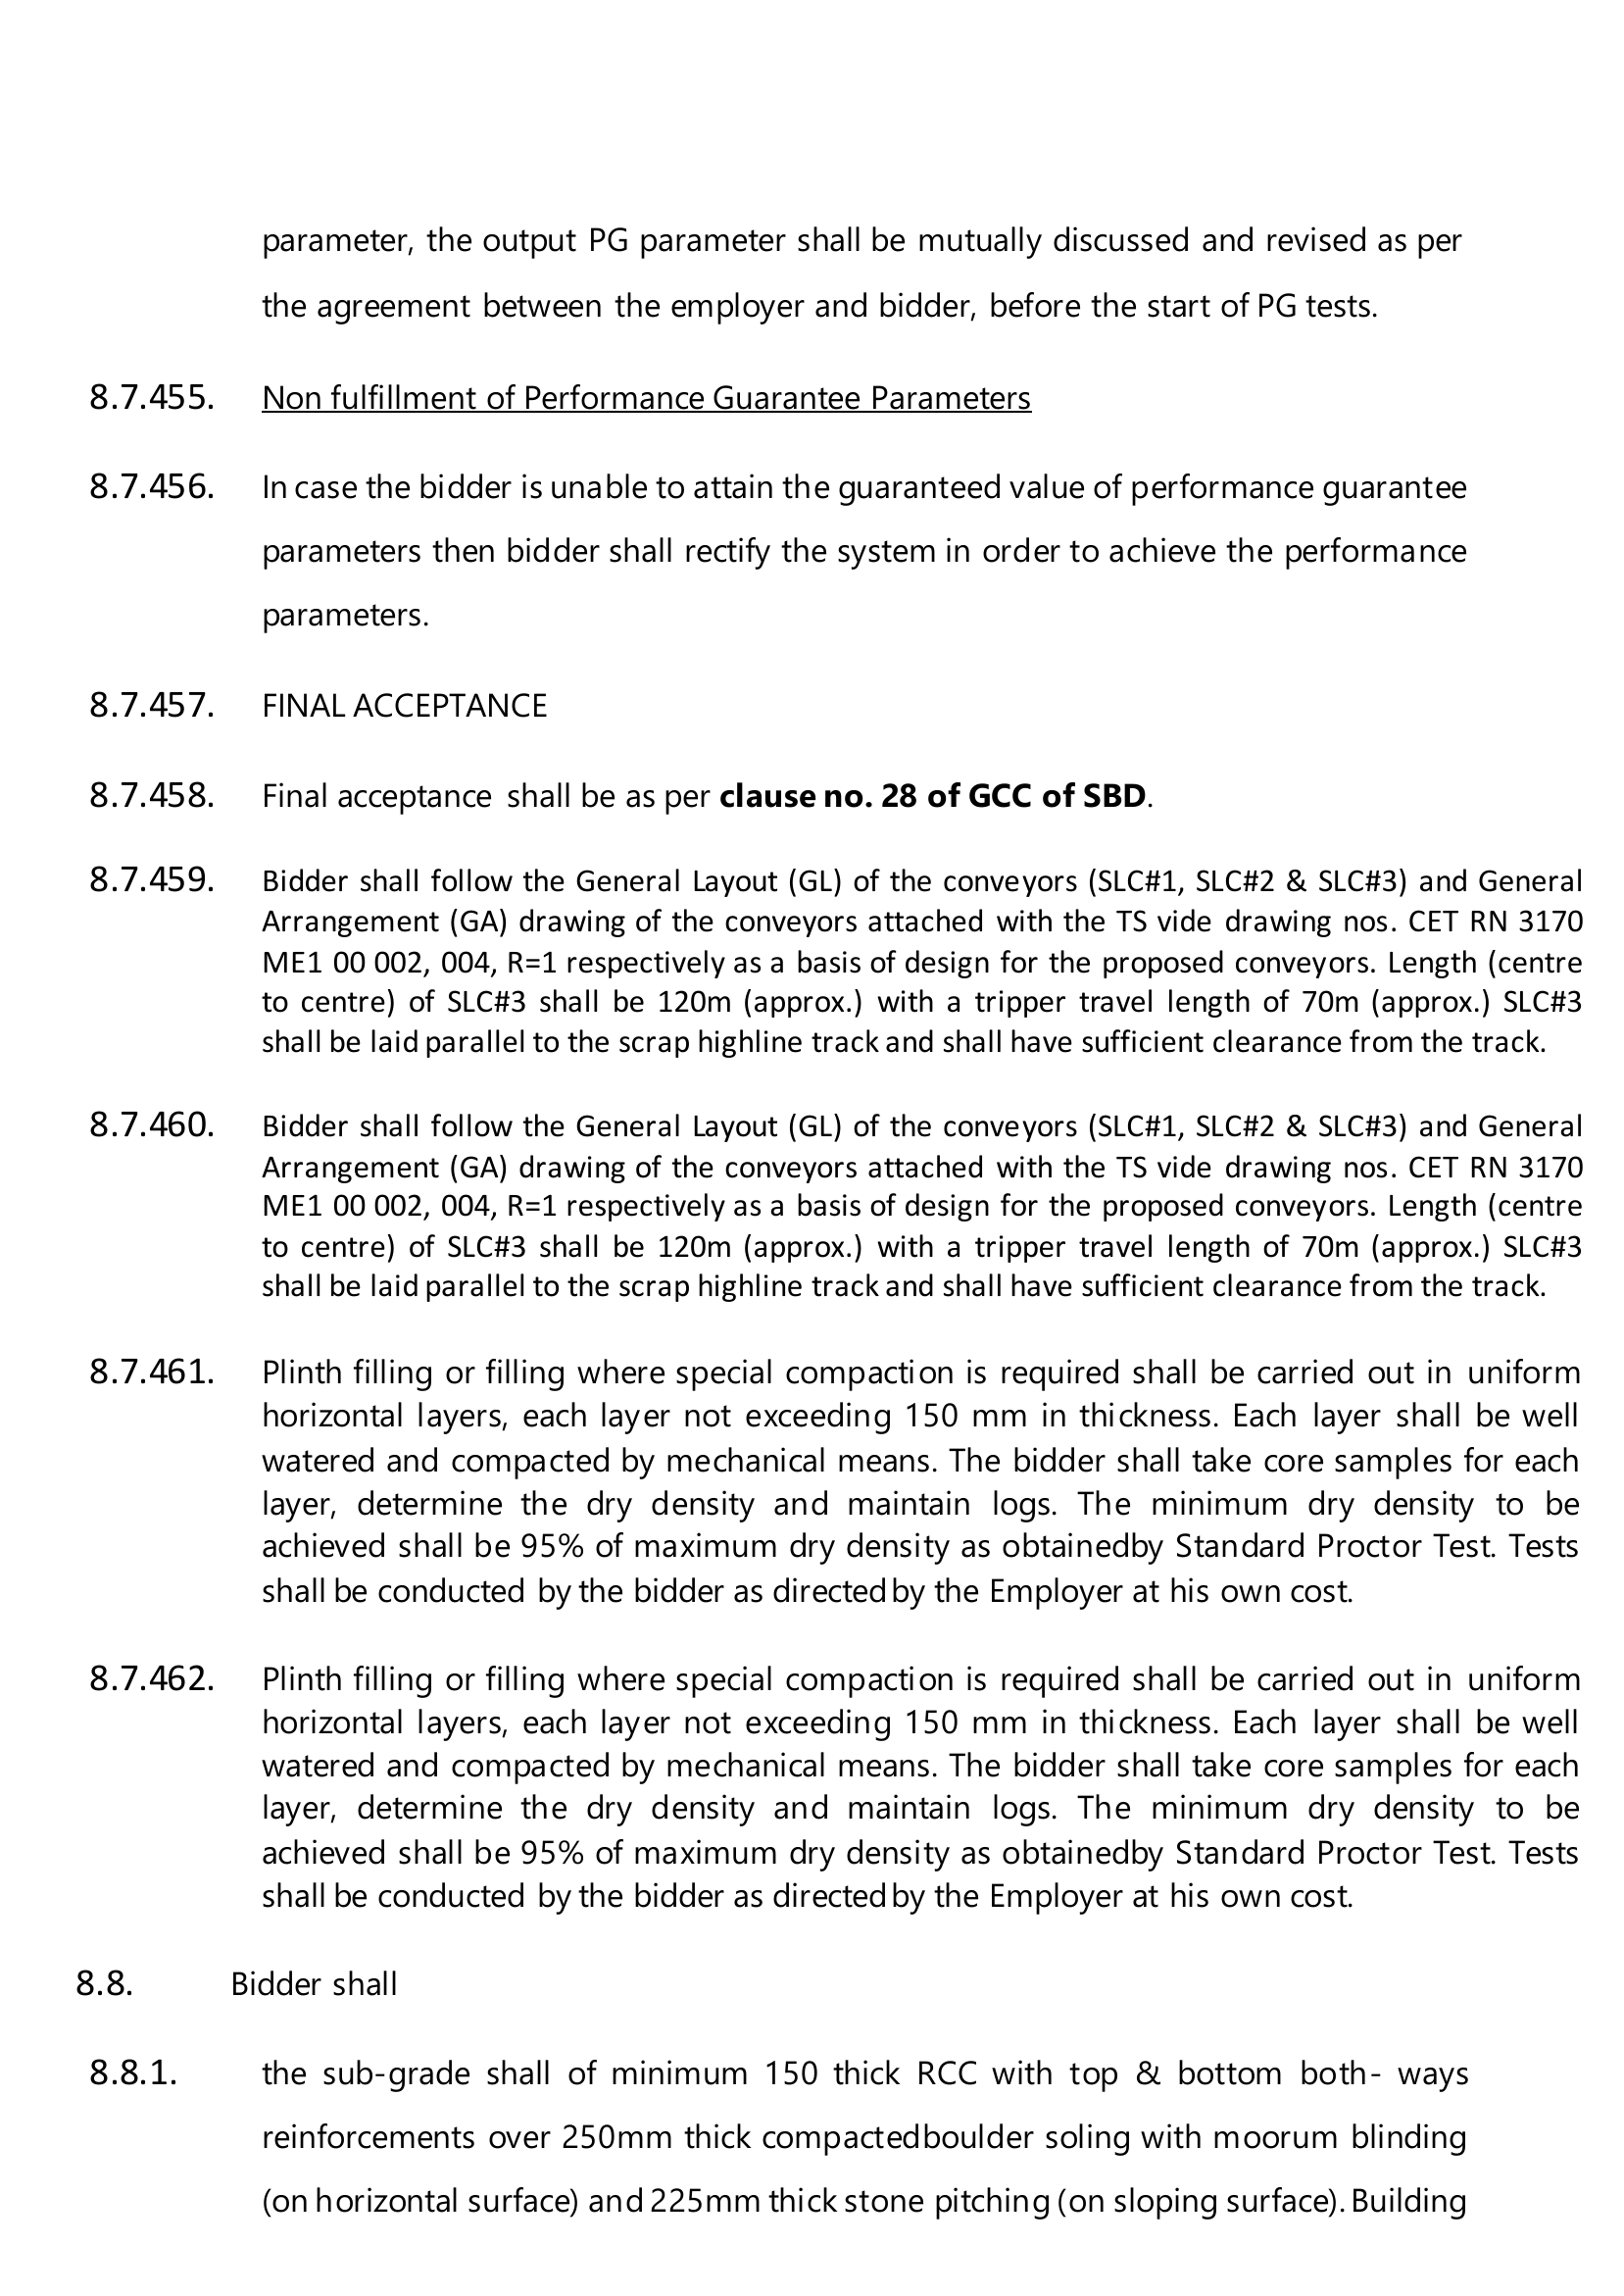 parameter, the output PG parameter shall be mutually discussed and revised as per
the agreement between the employer and bidder, before the start of PG tests.
8.7.455. Non fulfillment of Performance Guarantee Parameters
8.7.456. In case the bidder is unable to attain the guaranteed value of performance guarantee
parameters then bidder shall rectify the system in order to achieve the performance
parameters.
8.7.457. FINAL ACCEPTANCE
8.7.458. Final acceptance shall be as per clause no. 28 of GCC of SBD.
8.7.459. Bidder shall follow the General Layout (GL) of the conveyors (SLC#1, SLC#2 & SLC#3) and General
Arrangement (GA) drawing of the conveyors attached with the TS vide drawing nos. CET RN 3170
ME1 00 002, 004, R=1 respectively as a basis of design for the proposed conveyors. Length (centre
to centre) of SLC#3 shall be 120m (approx.) with a tripper travel length of 70m (approx.) SLC#3
shall be laid parallel to the scrap highline track and shall have sufficient clearance from the track.
8.7.460. Bidder shall follow the General Layout (GL) of the conveyors (SLC#1, SLC#2 & SLC#3) and General
Arrangement (GA) drawing of the conveyors attached with the TS vide drawing nos. CET RN 3170
ME1 00 002, 004, R=1 respectively as a basis of design for the proposed conveyors. Length (centre
to centre) of SLC#3 shall be 120m (approx.) with a tripper travel length of 70m (approx.) SLC#3
shall be laid parallel to the scrap highline track and shall have sufficient clearance from the track.
8.7.461. Plinth filling or filling where special compaction is required shall be carried out in uniform
horizontal layers, each layer not exceeding 150 mm in thickness. Each layer shall be well
watered and compacted by mechanical means. The bidder shall take core samples for each
layer, determine the dry density and maintain logs. The minimum dry density to be
achieved shall be 95% of maximum dry density as obtainedby Standard Proctor Test. Tests
shall be conducted by the bidder as directedby the Employer at his own cost.
8.7.462. Plinth filling or filling where special compaction is required shall be carried out in uniform
horizontal layers, each layer not exceeding 150 mm in thickness. Each layer shall be well
watered and compacted by mechanical means. The bidder shall take core samples for each
layer, determine the dry density and maintain logs. The minimum dry density to be
achieved shall be 95% of maximum dry density as obtainedby Standard Proctor Test. Tests
shall be conducted by the bidder as directedby the Employer at his own cost.
8.8. Bidder shall
8.8.1. the sub-grade shall of minimum 150 thick RCC with top & bottom both- ways
reinforcements over 250mm thick compactedboulder soling with moorum blinding
(on horizontal surface) and 225mm thick stone pitching (on sloping surface). Building